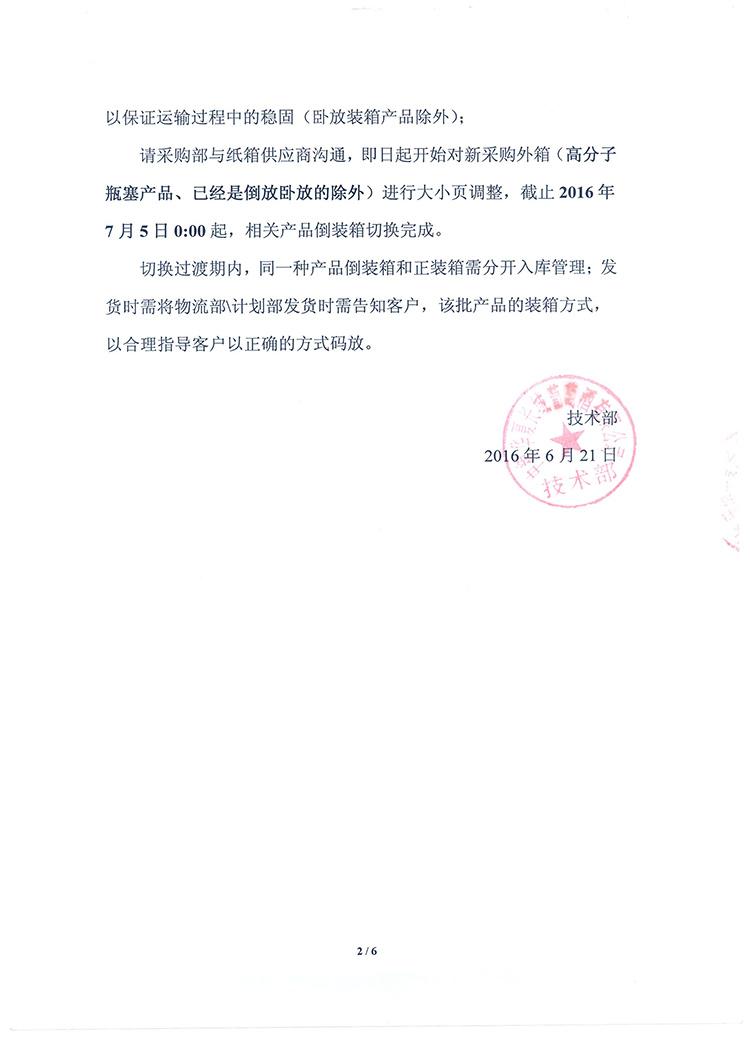 以保证运输过程中的稳固（卧放装箱产品除外）；
请采购部与纸箱供应商沟通，即日起开始对新采购外箱（高分子
瓶塞产品、已经是倒放卧放的除外）进行大小页调整，截止 2016 年
7 月 5 日 0:00 起，相关产品倒装箱切换完成。
切换过渡期内，同一种产品倒装箱和正装箱需分开入库管理；发
货时需将物流部\计划部发货时需告知客户，该批产品的装箱方式，
以合理指导客户以正确的方式码放。
技术部
2016 年 6 月 21 日
技术部
2 / 6